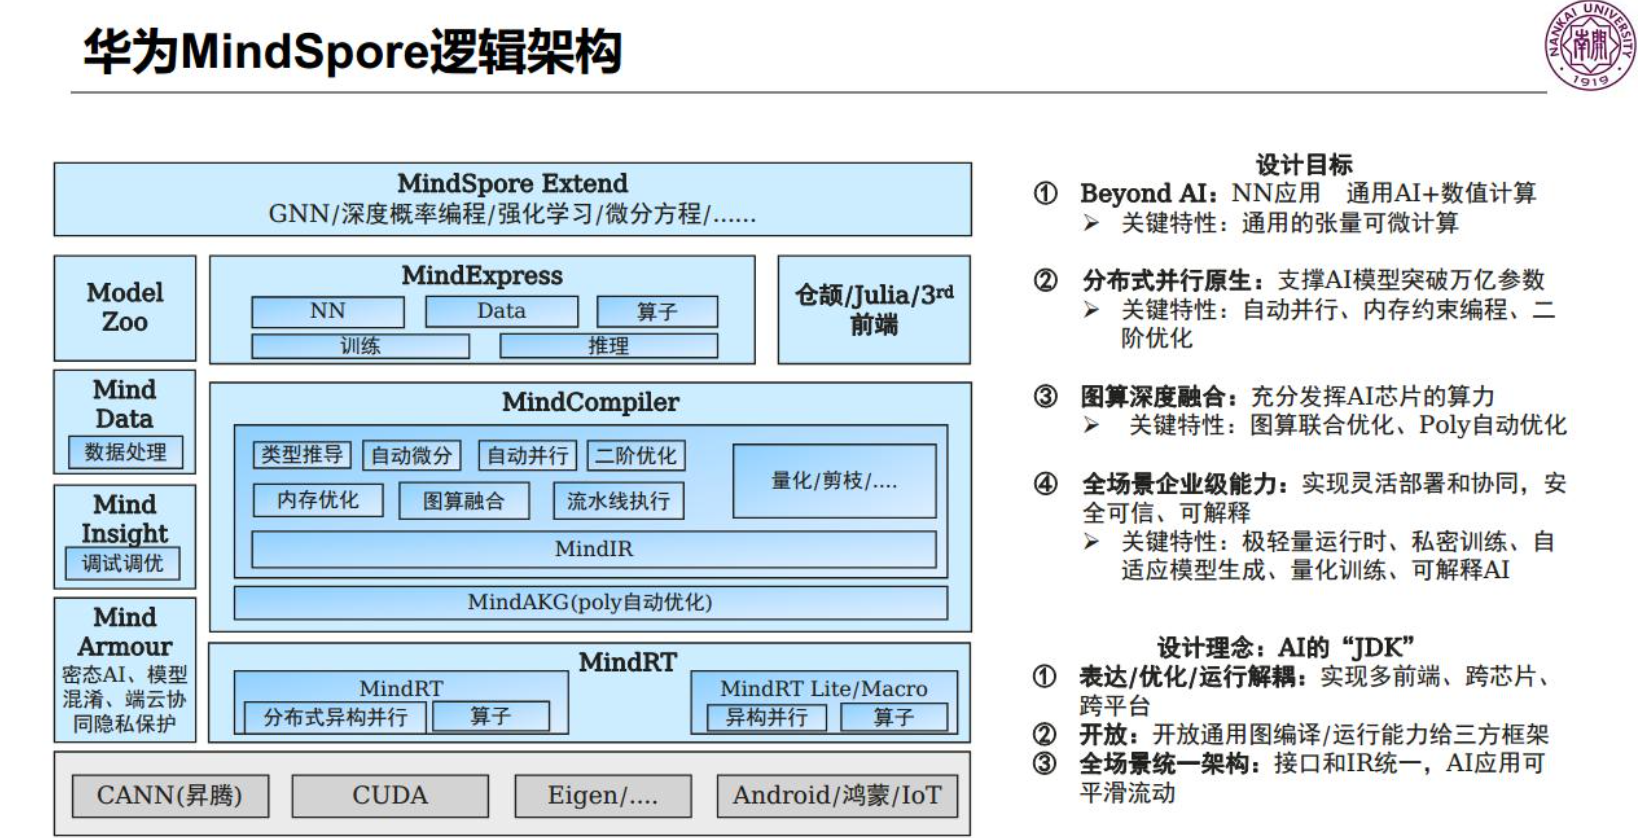 华为MindSpore逻辑架构
NANKAI UNIVERSITY
南開
1919
MindSpore Extend
GNN/深度概率编程/强化学习/微分方程/......
Model
Zoo
MindExpress
NN
Data
算子
训练
推理
仓颉/Julia/3rd
前端
Mind
Data
数据处理
Mind
Insight
调试调优
Mind
Armour
密态AI、模型
混淆、端云协
同隐私保护
MindCompiler
类型推导
自动微分
自动并行
二阶优化
内存优化
图算融合
流水线执行
量化/剪枝/....
MindIR
MindAKG(poly自动优化)
MindRT
MindRT
分布式异构并行
算子
MindRT Lite/Macro
异构并行
算子
CANN(昇腾)
CUDA
Eigen/....
Android/鸿蒙/IoT
设计目标
① Beyond AI：NN应用 通用AI+数值计算
➢ 关键特性：通用的张量可微计算
② 分布式并行原生：支撑AI模型突破万亿参数
➢ 关键特性：自动并行、内存约束编程、二
阶优化
③ 图算深度融合：充分发挥AI芯片的算力
➢ 关键特性：图算联合优化、Poly自动优化
④ 全场景企业级能力：实现灵活部署和协同，安
全可信、可解释
➢ 关键特性：极轻量运行时、私密训练、自
适应模型生成、量化训练、可解释AI
设计理念：AI的“JDK”
① 表达/优化/运行解耦：实现多前端、跨芯片、
跨平台
② 开放：开放通用图编译/运行能力给三方框架
③ 全场景统一架构：接口和IR统一，AI应用可
平滑流动